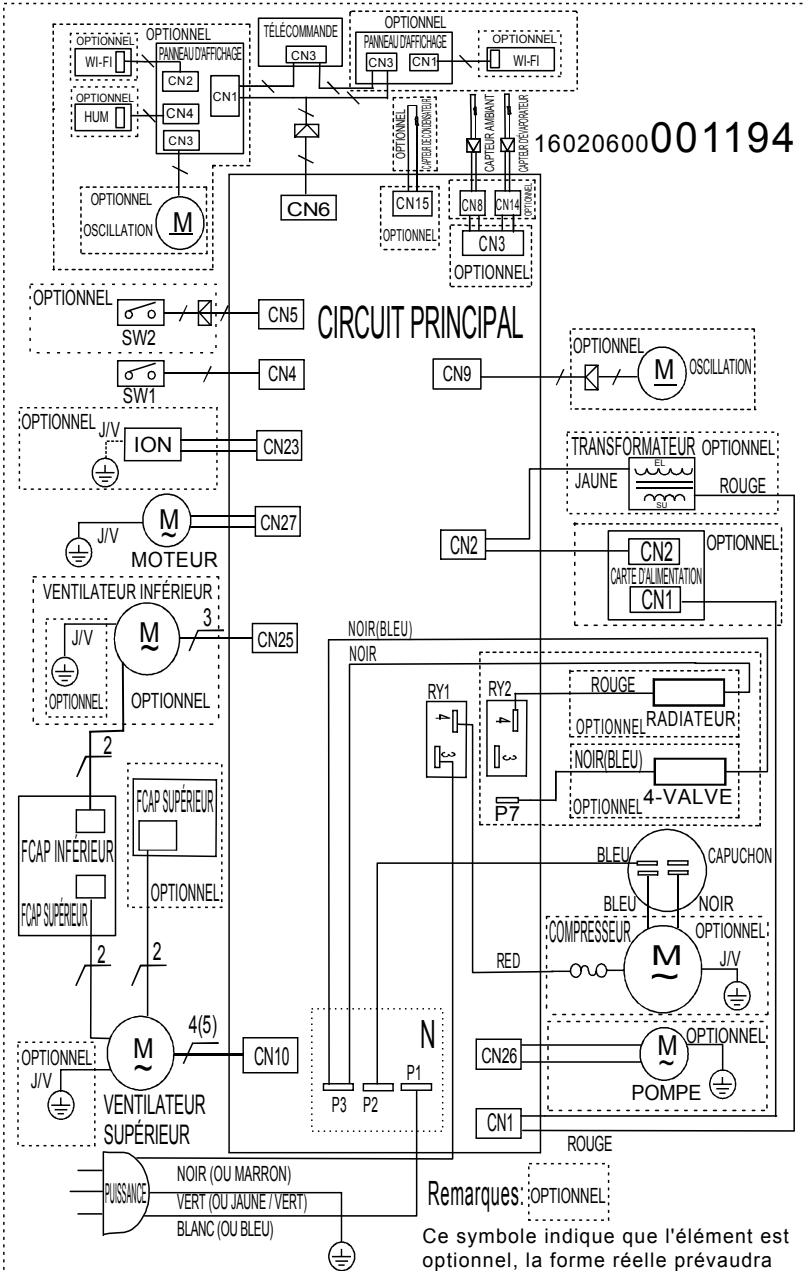 OPTIONNEL
OPTIONNEL
WI-FI
PANNEAU D'AFFICHAGE
CN2
CN1
OPTIONNEL
HUM
CN4
CN3
OPTIONNEL
OSCILLATION
M
TÉLÉCOMMANDE
CN3
OPTIONNEL
PANNEAU D'AFFICHAGE
CN3
CN1
OPTIONNEL
WI-FI
16020600001194
CN6
OPTIONNEL
CAPTEUR DE CONDENSATEUR
CN15
OPTIONNEL
CAPTEUR AMBIANT
CAPTEUR D'ÉVAPORATEUR
CN8
CN14
OPTIONNEL
CN3
OPTIONNEL
CIRCUIT PRINCIPAL
OPTIONNEL
SW2
CN5
SW1
CN4
OPTIONNEL
J/V
ION
CN23
J/V
M
~
MOTEUR
CN27
VENTILATEUR INFÉRIEUR
J/V
OPTIONNEL
M
~
3
CN25
OPTIONNEL
2
FCAP INFÉRIEUR
FCAP SUPÉRIEUR
FCAP SUPÉRIEUR
OPTIONNEL
2
2
OPTIONNEL
J/V
M
~
4(5)
CN10
VENTILATEUR
SUPÉRIEUR
CN9
OPTIONNEL
M
OSCILLATION
TRANSFORMATEUR OPTIONNEL
EL
JAUNE
SU
ROUGE
CN2
CN2
OPTIONNEL
CARTE D'ALIMENTATION
CN1
NOIR(BLEU)
NOIR
RY1
4
3
RY2
4
3
P7
ROUGE
OPTIONNEL
RADIATEUR
NOIR(BLEU)
OPTIONNEL
4-VALVE
BLEU
CAPUCHON
BLEU
NOIR
COMPRESSEUR
OPTIONNEL
M
~
J/V
RED
N
P3
P2
P1
CN26
M
~
OPTIONNEL
POMPE
CN1
ROUGE
PUISSANCE
NOIR (OU MARRON)
VERT (OU JAUNE / VERT)
BLANC (OU BLEU)
Remarques: OPTIONNEL
Ce symbole indique que l'élément est
optionnel, la forme réelle prévaudra